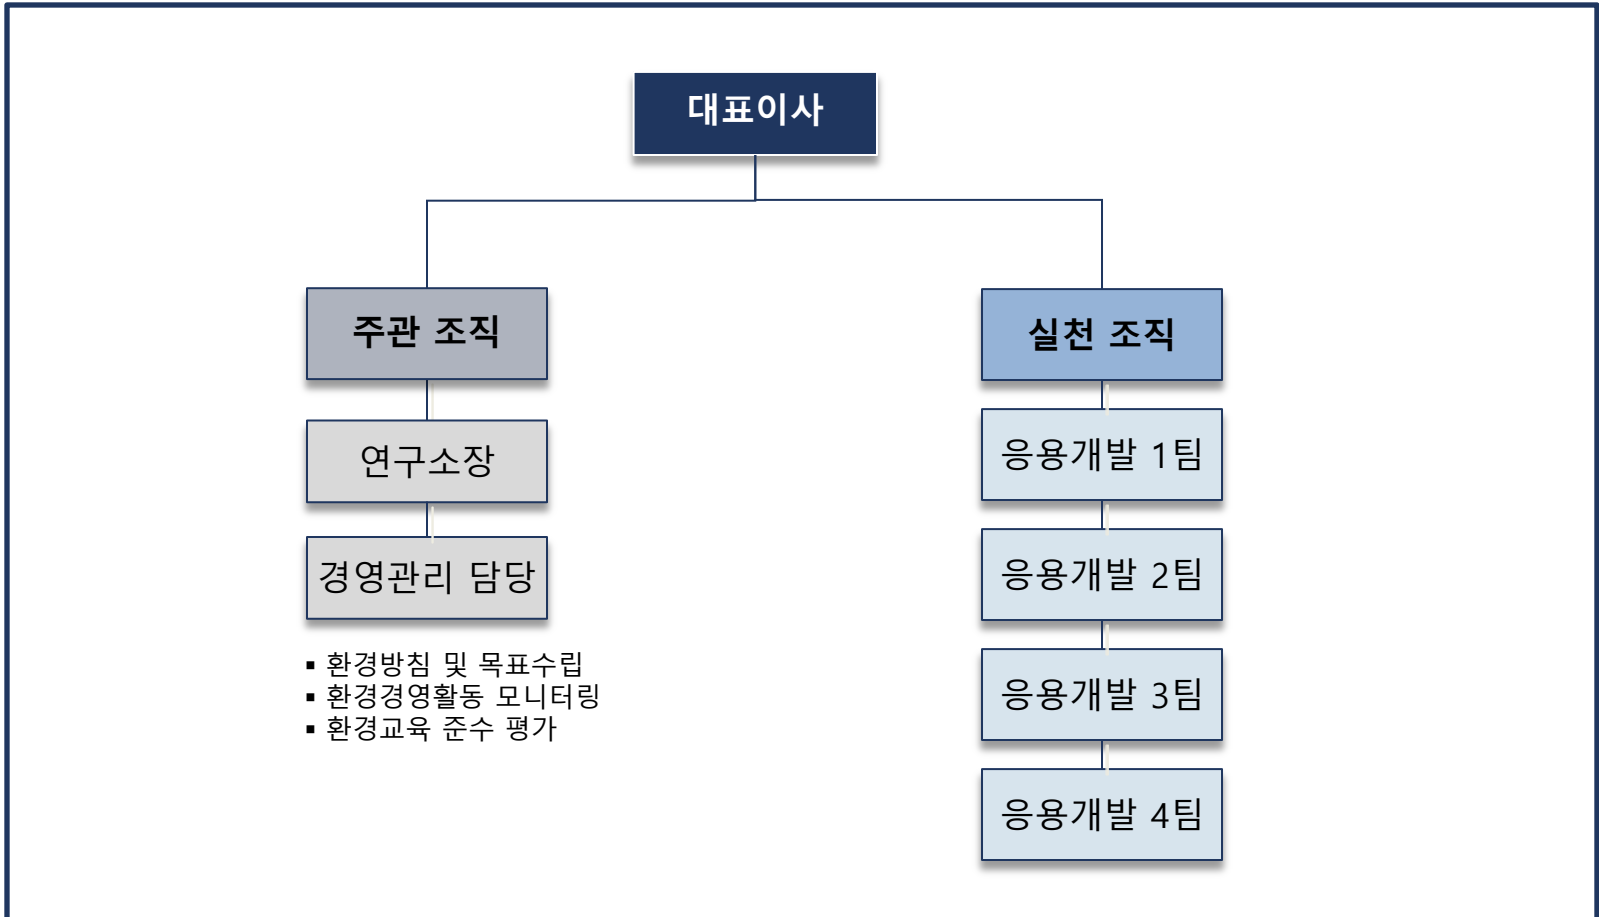 대표이사
주관 조직
연구소장
경영관리 담당
▪ 환경방침 및 목표수립
▪ 환경경영활동 모니터링
▪ 환경교육 준수 평가
실천 조직
응용개발 1팀
응용개발 2팀
응용개발 3팀
응용개발 4팀